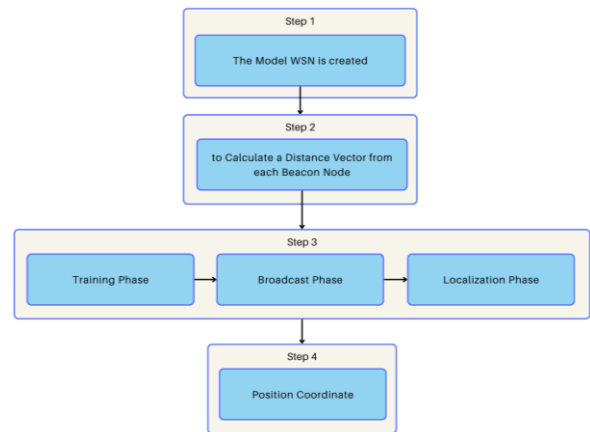 Step 1
The Model WSN is created
Step 2
to Calculate a Distance Vector from
each Beacon Node
Step 3
Training Phase
Broadcast Phase
Localization Phase
Step 4
Position Coordinate